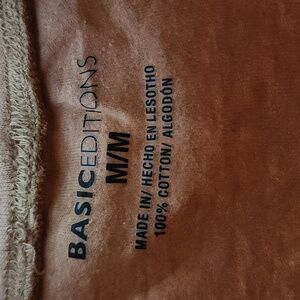 BASICEDITIONS
M/M
MADE IN/ HECHO EN LESOTHO
100% COTTON/ ALGODÓN